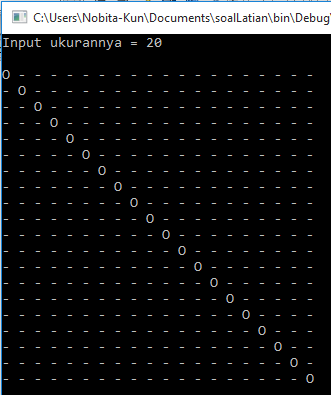 C:\Users\Nobita-Kun\Documents\soalLatian\bin\Debug\
Input ukurannya = 20
O - - - - - - - - - - - - - - - - - - -
- O - - - - - - - - - - - - - - - - - -
- - O - - - - - - - - - - - - - - - - -
- - - O - - - - - - - - - - - - - - - -
- - - - O - - - - - - - - - - - - - - -
- - - - - O - - - - - - - - - - - - - -
- - - - - - O - - - - - - - - - - - - -
- - - - - - - O - - - - - - - - - - - -
- - - - - - - - O - - - - - - - - - - -
- - - - - - - - - O - - - - - - - - - -
- - - - - - - - - - O - - - - - - - - -
- - - - - - - - - - - O - - - - - - - -
- - - - - - - - - - - - O - - - - - - -
- - - - - - - - - - - - - O - - - - - -
- - - - - - - - - - - - - - O - - - - -
- - - - - - - - - - - - - - - O - - - -
- - - - - - - - - - - - - - - - O - - -
- - - - - - - - - - - - - - - - - O - -
- - - - - - - - - - - - - - - - - - O -
- - - - - - - - - - - - - - - - - - - O